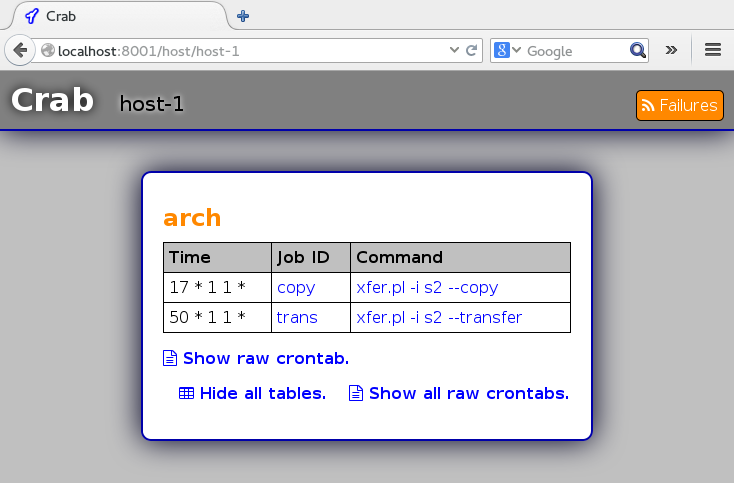 Crab
localhost:8001/host/host-1
Google
Crab host-1 Failures
arch
Time Job ID Command
17 * 1 1 * copy xfer.pl -i s2 --copy
50 * 1 1 * trans xfer.pl -i s2 --transfer
Show raw crontab.
Hide all tables. Show all raw crontabs.